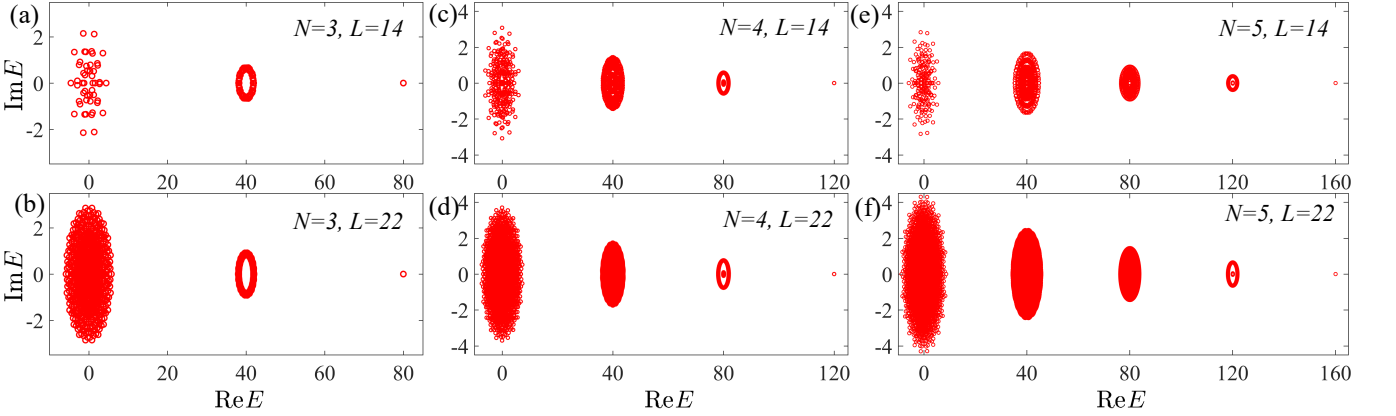 (a)
N=3, L=14
ImE
2
0
-2
0 20 40 60 80
(b)
N=3, L=22
ImE
2
0
-2
0 20 40 60 80
ReE
(c)
N=4, L=14
4
2
0
-2
-4
0 40 80 120
(d)
N=4, L=22
4
2
0
-2
-4
0 40 80 120
ReE
(e)
N=5, L=14
4
2
0
-2
-4
0 40 80 120 160
(f)
N=5, L=22
4
2
0
-2
-4
0 40 80 120 160
ReE